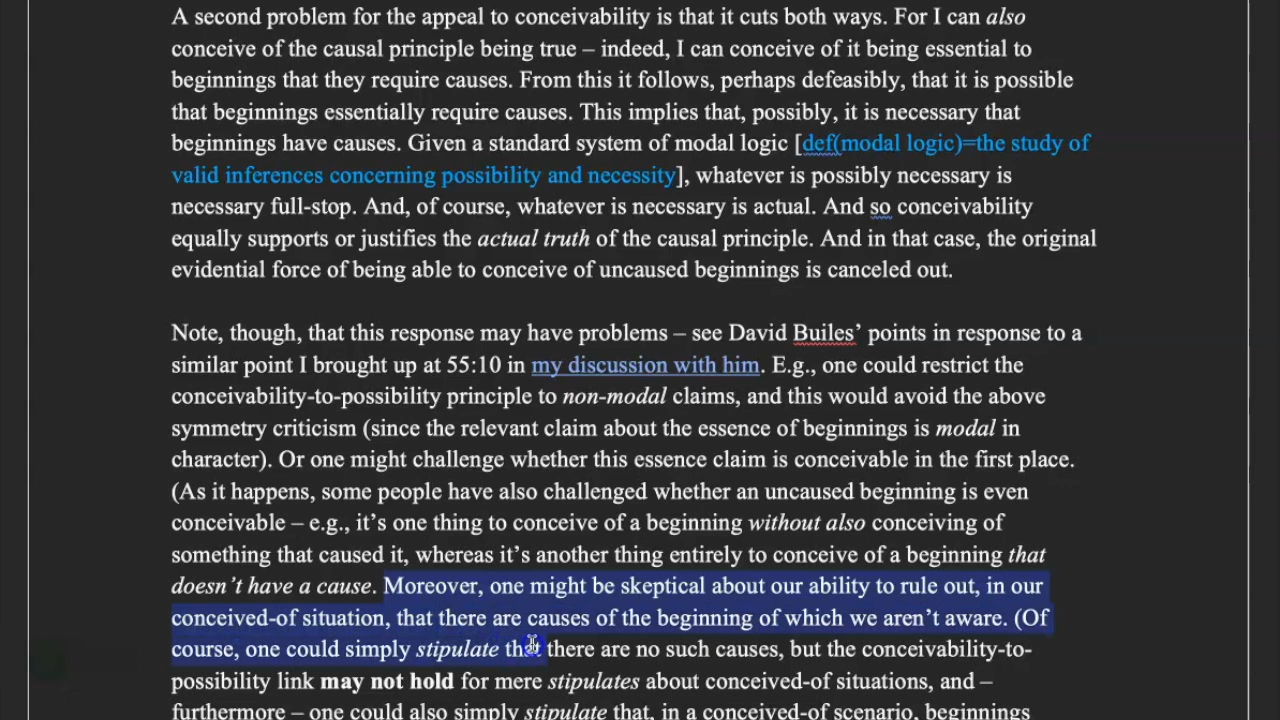 A second problem for the appeal to conceivability is that it cuts both ways. For I can also
conceive of the causal principle being true – indeed, I can conceive of it being essential to
beginnings that they require causes. From this it follows, perhaps defeasibly, that it is possible
that beginnings essentially require causes. This implies that, possibly, it is necessary that
beginnings have causes. Given a standard system of modal logic [def(modal logic)=the study of
valid inferences concerning possibility and necessity], whatever is possibly necessary is
necessary full-stop. And, of course, whatever is necessary is actual. And so conceivability
equally supports or justifies the actual truth of the causal principle. And in that case, the original
evidential force of being able to conceive of uncaused beginnings is canceled out.
Note, though, that this response may have problems – see David Builes’ points in response to a
similar point I brought up at 55:10 in my discussion with him. E.g., one could restrict the
conceivability-to-possibility principle to non-modal claims, and this would avoid the above
symmetry criticism (since the relevant claim about the essence of beginnings is modal in
character). Or one might challenge whether this essence claim is conceivable in the first place.
(As it happens, some people have also challenged whether an uncaused beginning is even
conceivable – e.g., it’s one thing to conceive of a beginning without also conceiving of
something that caused it, whereas it’s another thing entirely to conceive of a beginning that
doesn’t have a cause. Moreover, one might be skeptical about our ability to rule out, in our
conceived-of situation, that there are causes of the beginning of which we aren’t aware. (Of
course, one could simply stipulate that there are no such causes, but the conceivability-to-
possibility link may not hold for mere stipulates about conceived-of situations, and –
furthermore – one could also simply stipulate that, in a conceived-of scenario, beginnings